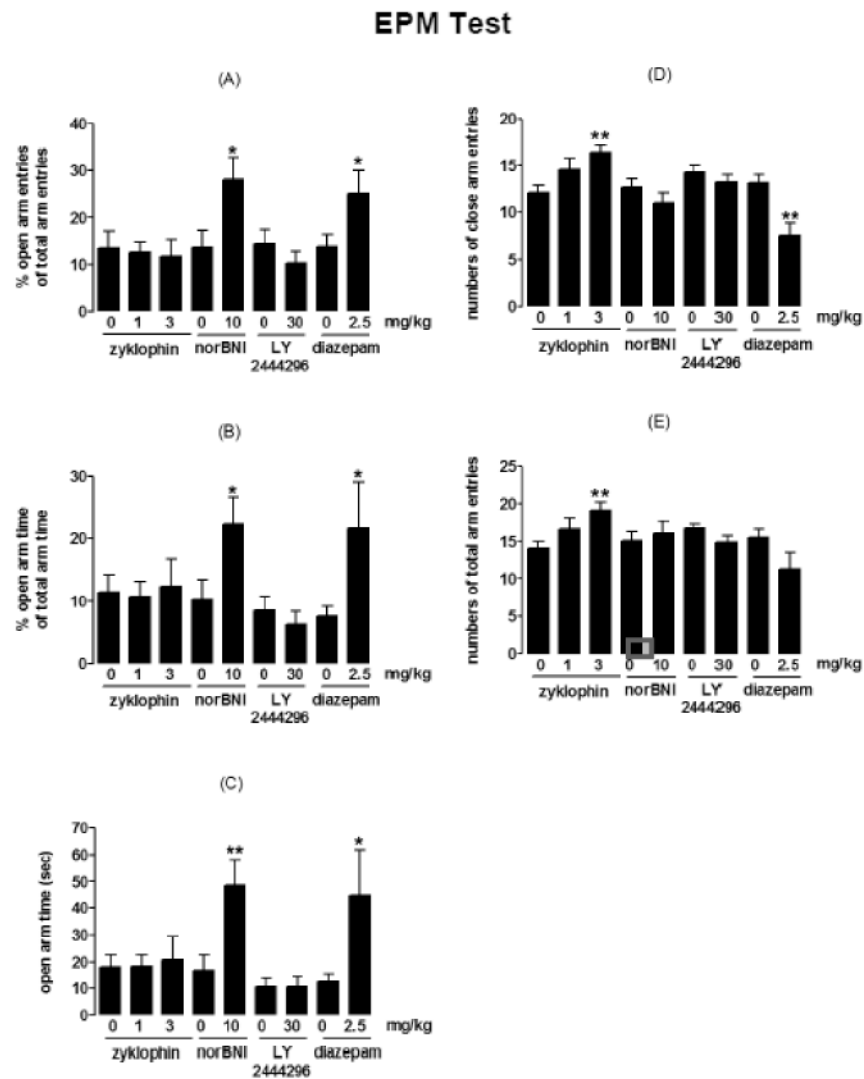 EPM Test
(A)
% open arm entries
of total arm entries
40
30
20
10
0
*
*
0 1 3 0 10 0 30 0 2.5 mg/kg
zyklophin norBNI LY diazepam
2444296
(B)
% open arm time
of total arm time
30
20
10
0
*
*
0 1 3 0 10 0 30 0 2.5 mg/kg
zyklophin norBNI LY diazepam
2444296
(C)
open arm time (sec)
70
60
50
40
30
20
10
0
**
*
0 1 3 0 10 0 30 0 2.5 mg/kg
zyklophin norBNI LY diazepam
2444296
(D)
numbers of close arm entries
20
15
10
5
0
**
**
0 1 3 0 10 0 30 0 2.5 mg/kg
zyklophin norBNI LY diazepam
2444296
(E)
numbers of total arm entries
25
20
15
10
5
0
**
0 1 3 0 10 0 30 0 2.5 mg/kg
zyklophin norBNI LY diazepam
2444296